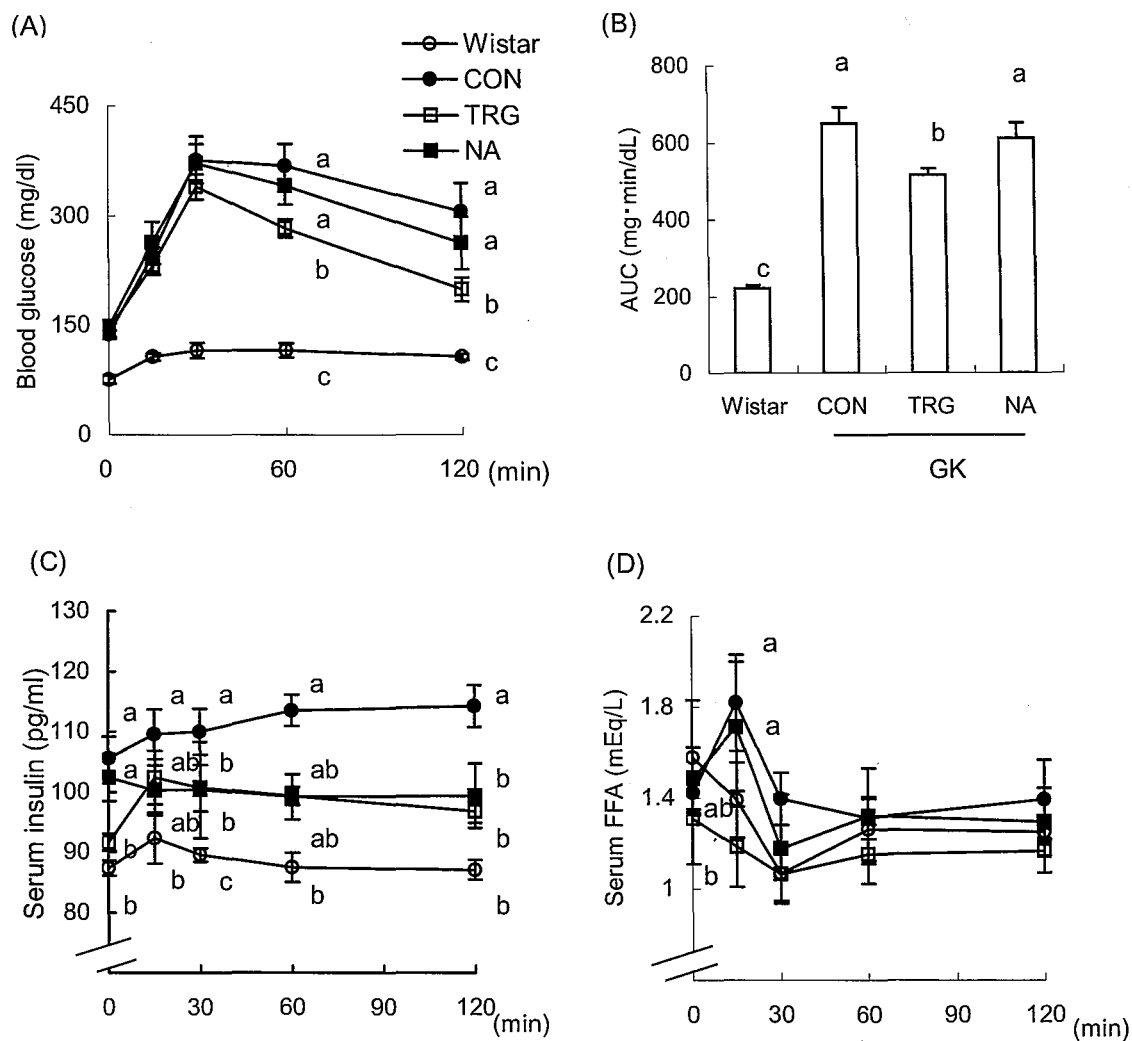 (A)
Wistar
CON
TRG
NA
Blood glucose (mg/dl)
450
300
150
0
a
a
a
a
b
b
c
c
0 60 120 (min)
(B)
AUC (mg·min/dL)
800
600
400
200
0
c
a
b
a
Wistar CON TRG NA
GK
(C)
Serum insulin (pg/ml)
130
120
110
100
90
80
a a a a a
a ab b ab b
b ab b ab b
b b c b b
0 30 60 90 120 (min)
(D)
Serum FFA (mEq/L)
2.2
1.8
1.4
1
a
a
ab
b
0 30 60 90 120 (min)